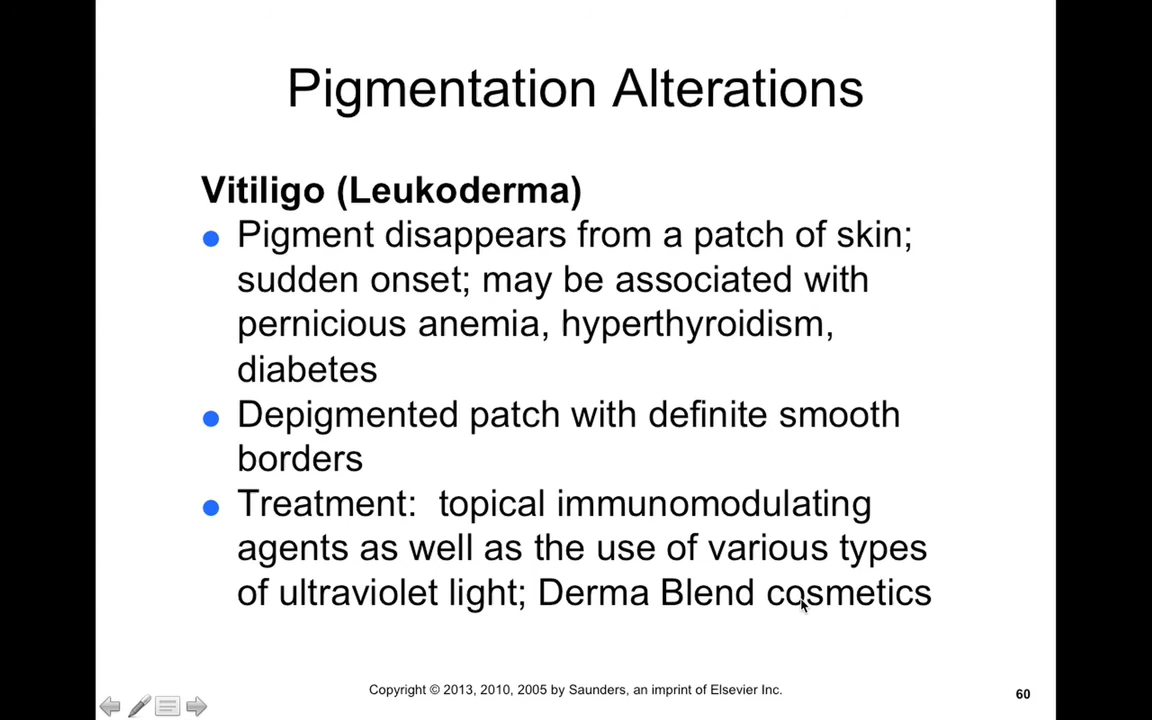 Pigmentation Alterations
Vitiligo (Leukoderma)
● Pigment disappears from a patch of skin;
sudden onset; may be associated with
pernicious anemia, hyperthyroidism,
diabetes
● Depigmented patch with definite smooth
borders
● Treatment:  topical immunomodulating
agents as well as the use of various types
of ultraviolet light; Derma Blend cosmetics
Copyright © 2013, 2010, 2005 by Saunders, an imprint of Elsevier Inc.
60